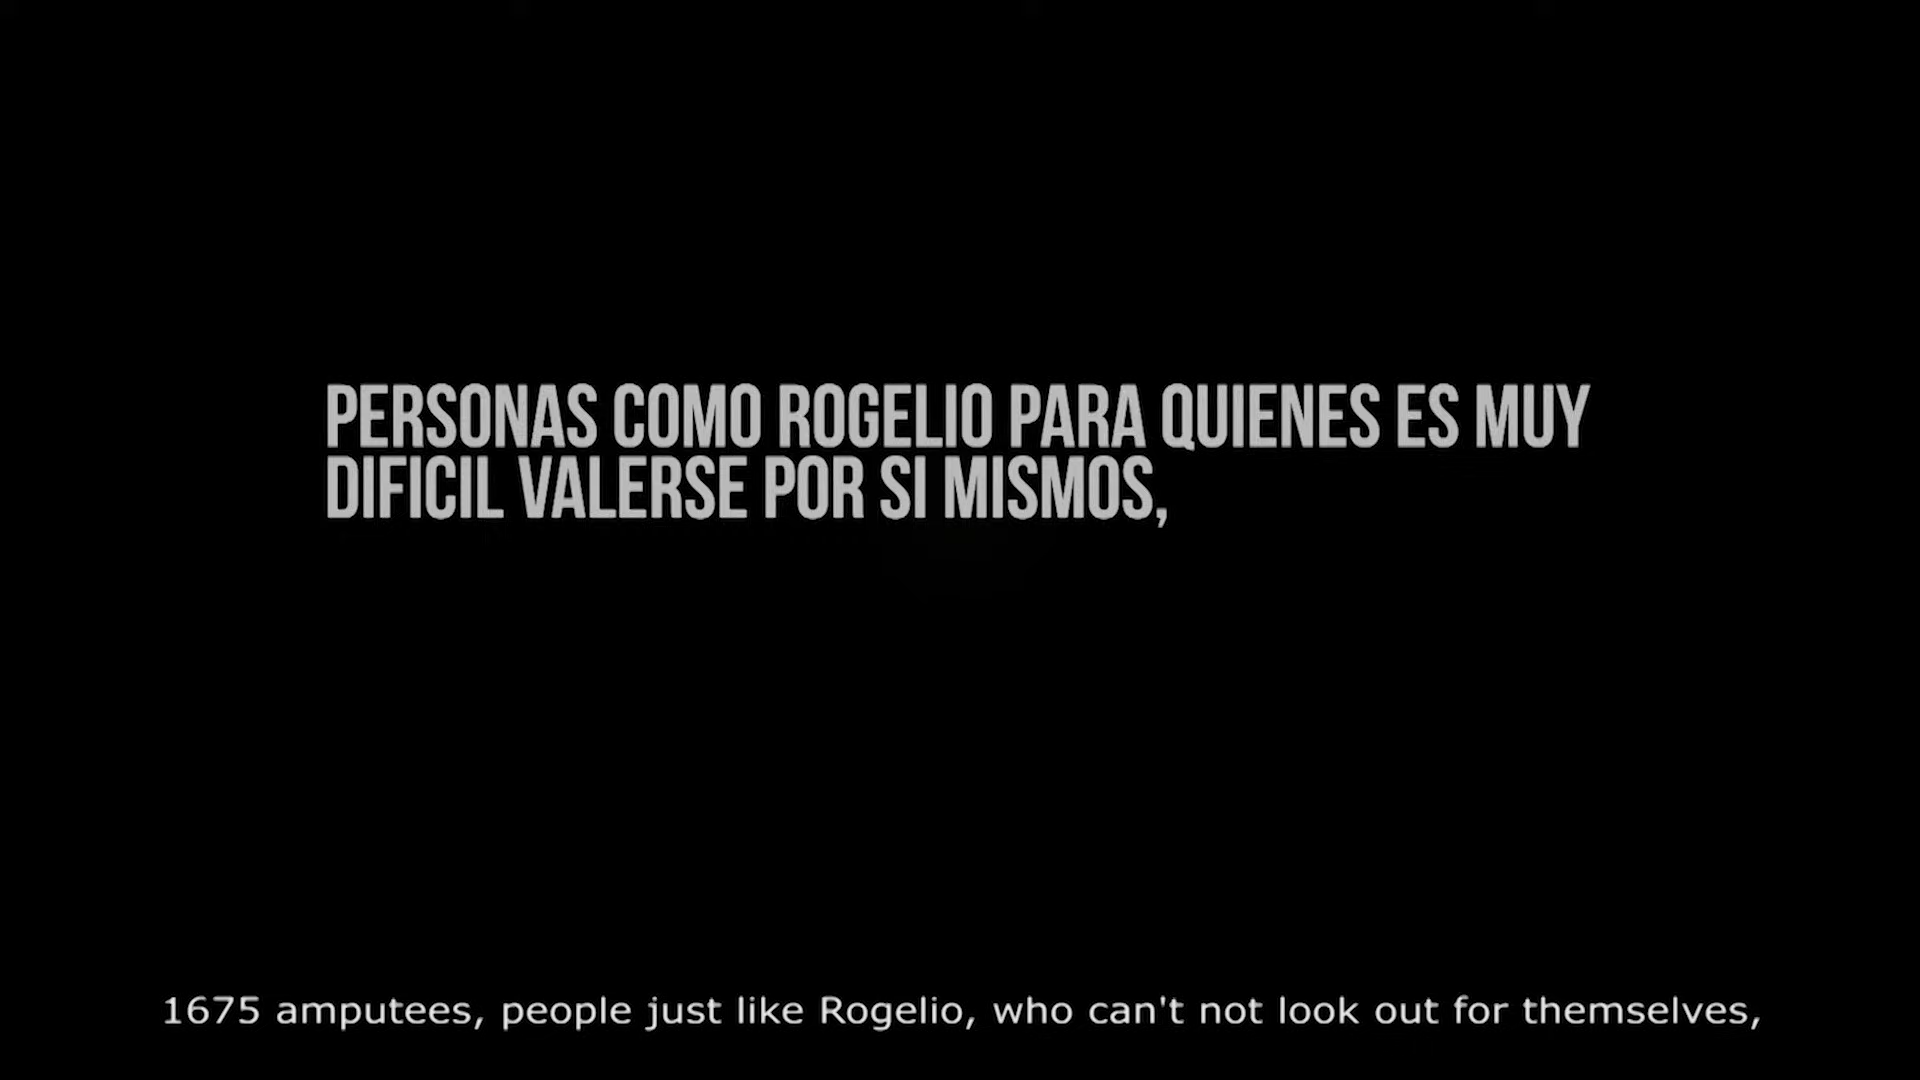 PERSONAS COMO ROGELIO PARA QUIENES ES MUY
DIFICIL VALERSE POR SI MISMOS,
1675 amputees, people just like Rogelio, who can't not look out for themselves,